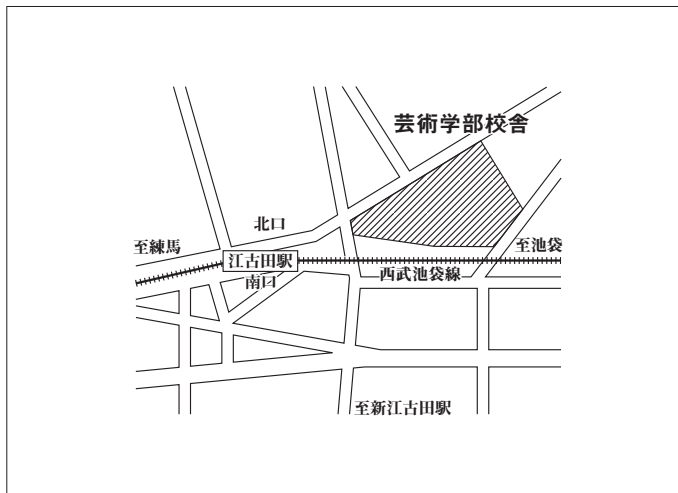 芸術学部校舎
北口
至練馬
江古田駅
至池袋
西武池袋線
南口
至新江古田駅